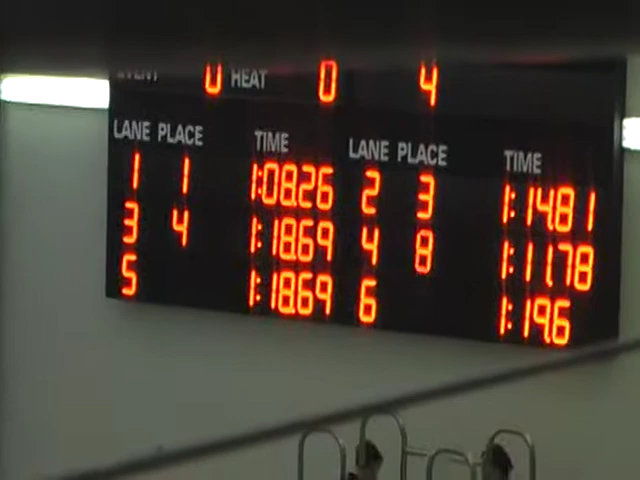 EVENT 0 HEAT 0 4
LANE PLACE TIME LANE PLACE TIME
1 1 1:08.26 2 3 1:14.81
3 4 1:18.69 4 8 1:11.78
5 1:18.69 6 1:19.6